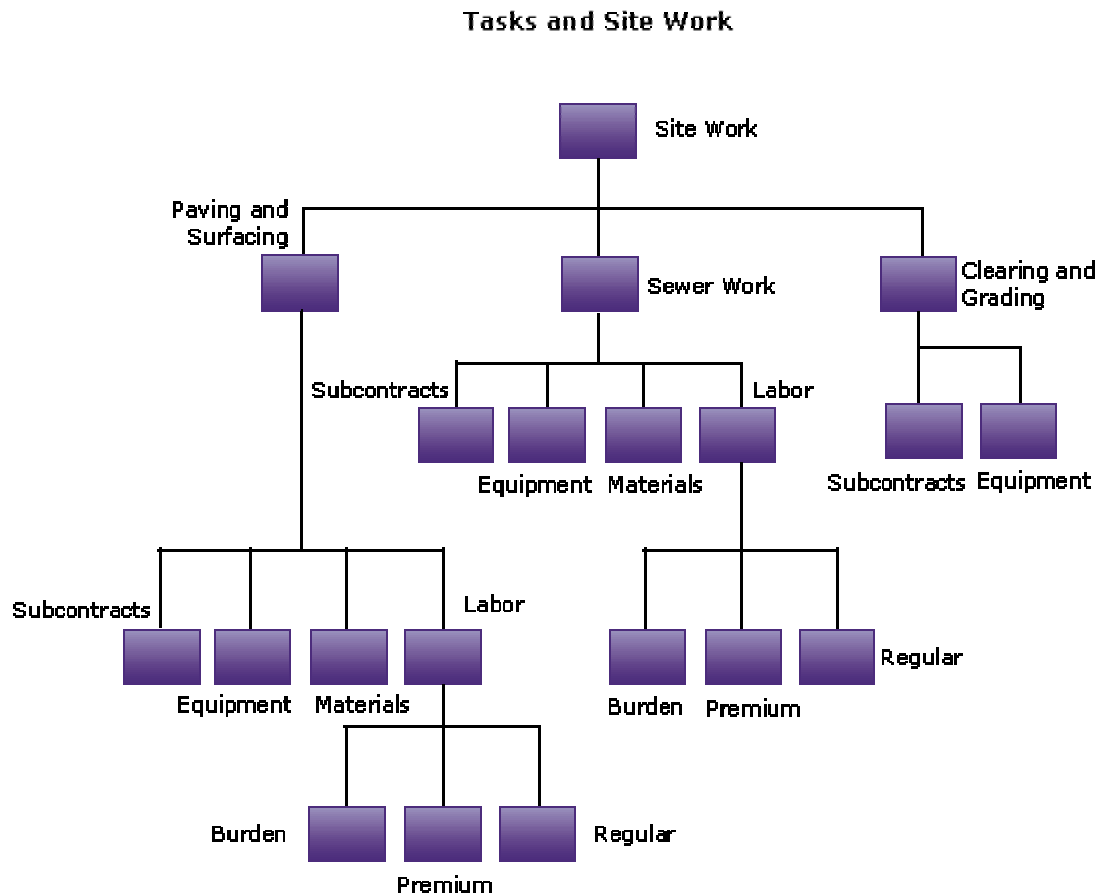 Tasks and Site Work
Site Work
Paving and
Surfacing
Sewer Work
Clearing and
Grading
Subcontracts
Labor
Equipment
Materials
Subcontracts
Equipment
Subcontracts
Labor
Equipment
Materials
Burden
Premium
Regular
Burden
Premium
Regular